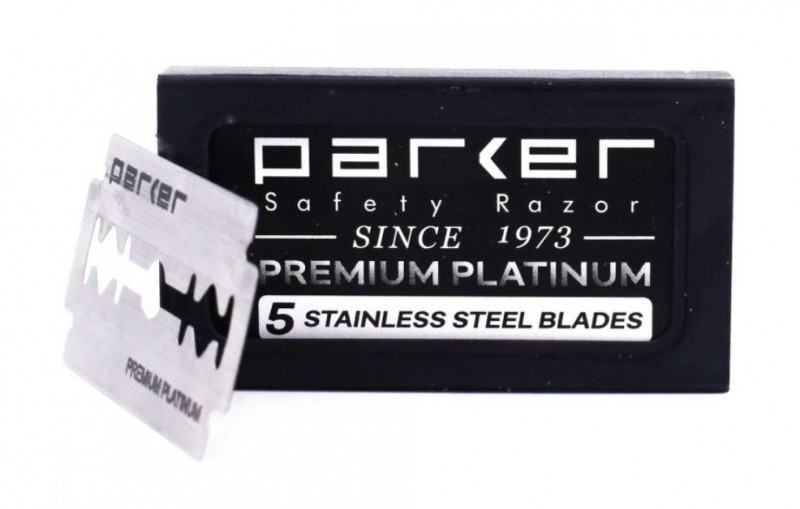 parker
Safety Razor
SINCE 1973
PREMIUM PLATINUM
5 STAINLESS STEEL BLADES
parker
PREMIUM PLATINUM